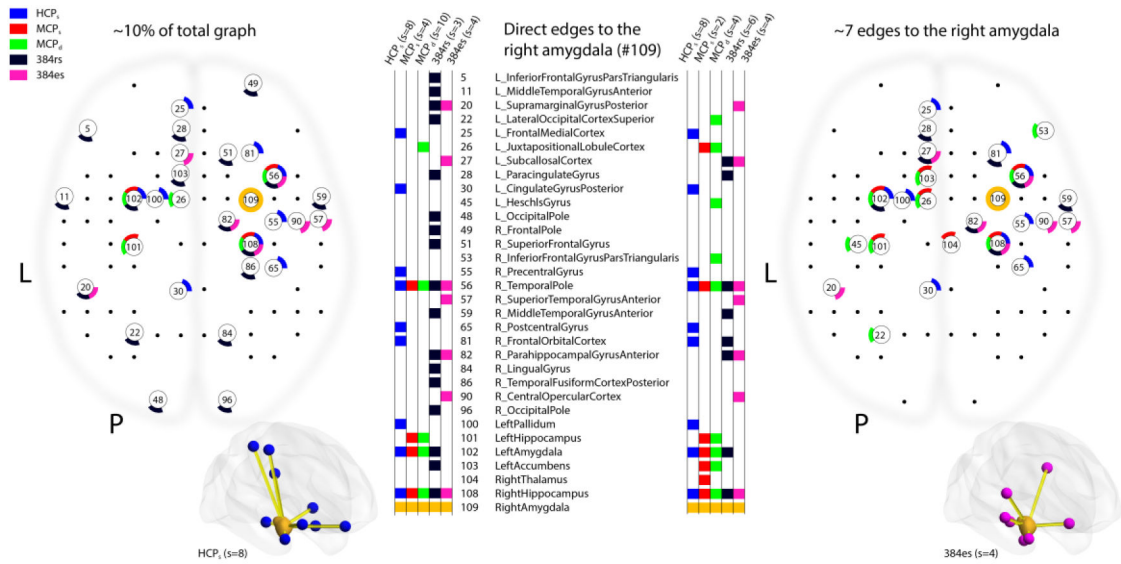 HCPs
MCPs
MCPd
384rs
384es
~10% of total graph
HCPs (s=8)
MCPs (s=4)
MCPd (s=10)
384rs (s=3)
384es (s=4)
Direct edges to the
right amygdala (#109)
HCPs (s=8)
MCPs (s=2)
MCPd (s=4)
384rs (s=6)
384es (s=4)
~7 edges to the right amygdala
5 L_InferiorFrontalGyrusParsTriangularis
11 L_MiddleTemporalGyrusAnterior
20 L_SupramarginalGyrusPosterior
22 L_LateralOccipitalCortexSuperior
25 L_FrontalMedialCortex
26 L_JuxtapositionalLobuleCortex
27 L_SubcallosalCortex
28 L_ParacingulateGyrus
30 L_CingulateGyrusPosterior
45 L_HeschlsGyrus
48 L_OccipitalPole
49 R_FrontalPole
51 R_SuperiorFrontalGyrus
53 R_InferiorFrontalGyrusParsTriangularis
55 R_PrecentralGyrus
56 R_TemporalPole
57 R_SuperiorTemporalGyrusAnterior
59 R_MiddleTemporalGyrusAnterior
65 R_PostcentralGyrus
81 R_FrontalOrbitalCortex
82 R_ParahippocampalGyrusAnterior
84 R_LingualGyrus
86 R_TemporalFusiformCortexPosterior
90 R_CentralOpercularCortex
96 R_OccipitalPole
100 LeftPallidum
101 LeftHippocampus
102 LeftAmygdala
103 LeftAccumbens
104 RightThalamus
108 RightHippocampus
109 RightAmygdala
49
25
5 28
27 51 81
103 56
11 102 100 26 109 59
82 55 90 57
101 108
86 65
20 30
22 84
48 96
L
P
HCPs (s=8)
25
28 53
27 81
103 56
102 100 26 109 59
82 55 90 57
45 101 104 108
65
20 30
22
L
P
384es (s=4)